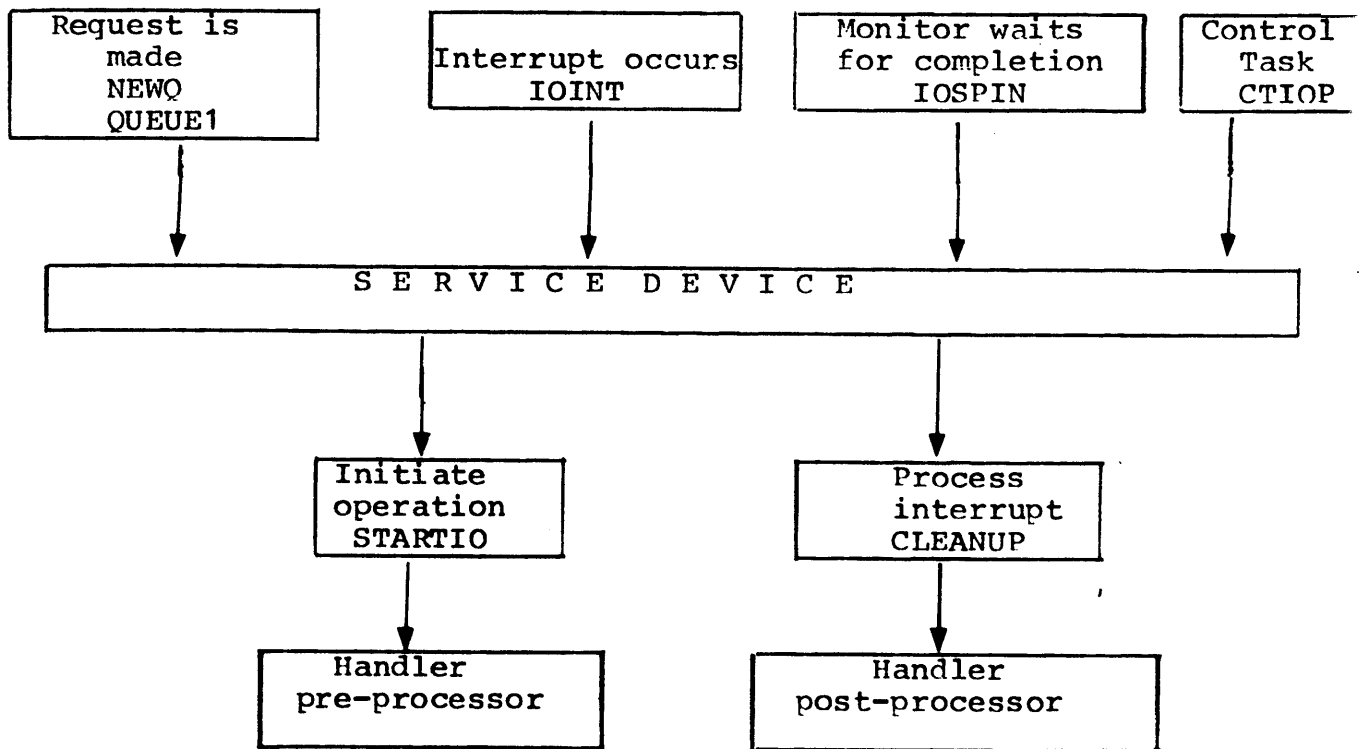 Request is
made
NEWQ
QUEUE1
Interrupt occurs
IOINT
Monitor waits
for completion
IOSPIN
Control
Task
CTIOP
S E R V I C E  D E V I C E
Initiate
operation
STARTIO
Process
interrupt
CLEANUP
Handler
pre-processor
Handler
post-processor